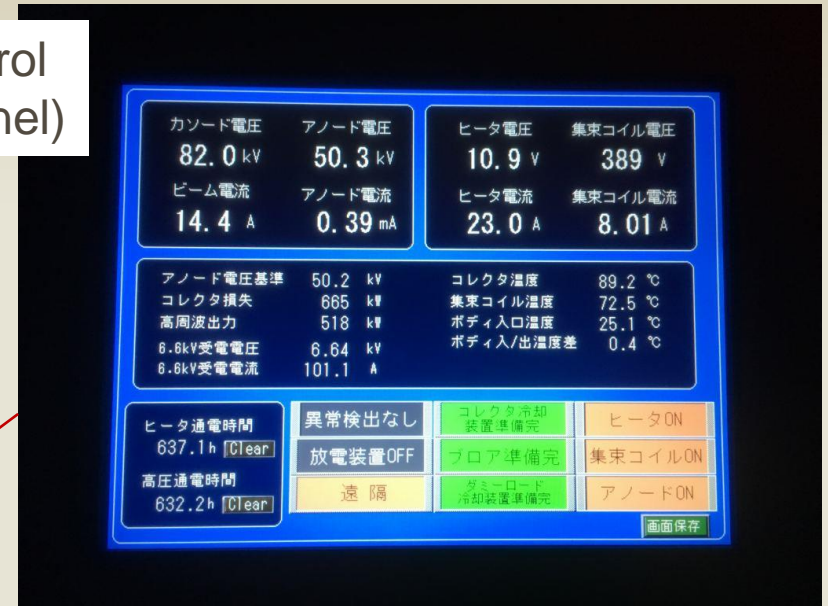 rol
nel)
カソード電圧 アノード電圧
82.0 kV 50.3 kV
ビーム電流 アノード電流
14.4 A 0.39 mA
ヒータ電圧 集束コイル電圧
10.9 V 389 V
ヒータ電流 集束コイル電流
23.0 A 8.01 A
アノード電圧基準 50.2 kV
コレクタ損失 665 kW
高周波出力 518 kW
6.6kV受電電圧 6.64 kV
6.6kV受電電流 101.1 A
コレクタ温度 89.2 ℃
集束コイル温度 72.5 ℃
ボディ入口温度 25.1 ℃
ボディ入/出温度差 0.4 ℃
ヒータ通電時間
637.1h Clear
高圧通電時間
632.2h Clear
異常検出なし
放電装置OFF
遠隔
コレクタ冷却
装置準備完
ブロア準備完
ダミーロード
冷却装置準備完
ヒータON
集束コイルON
アノードON
画面保存